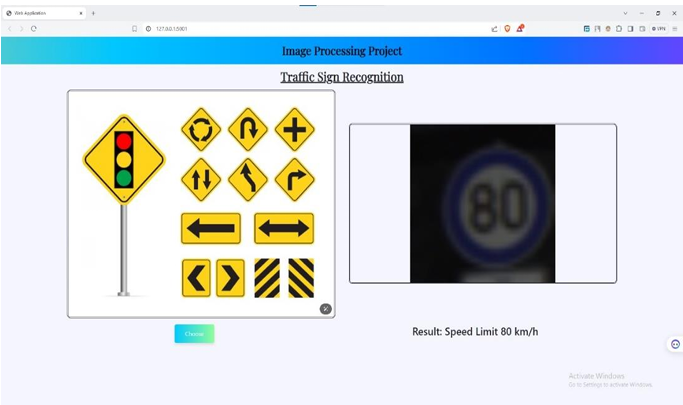 Web Application
127.0.0.1:5001
VPN
Image Processing Project
Traffic Sign Recognition
80
Choose
Result: Speed Limit 80 km/h
Activate Windows
Go to Settings to activate Windows.